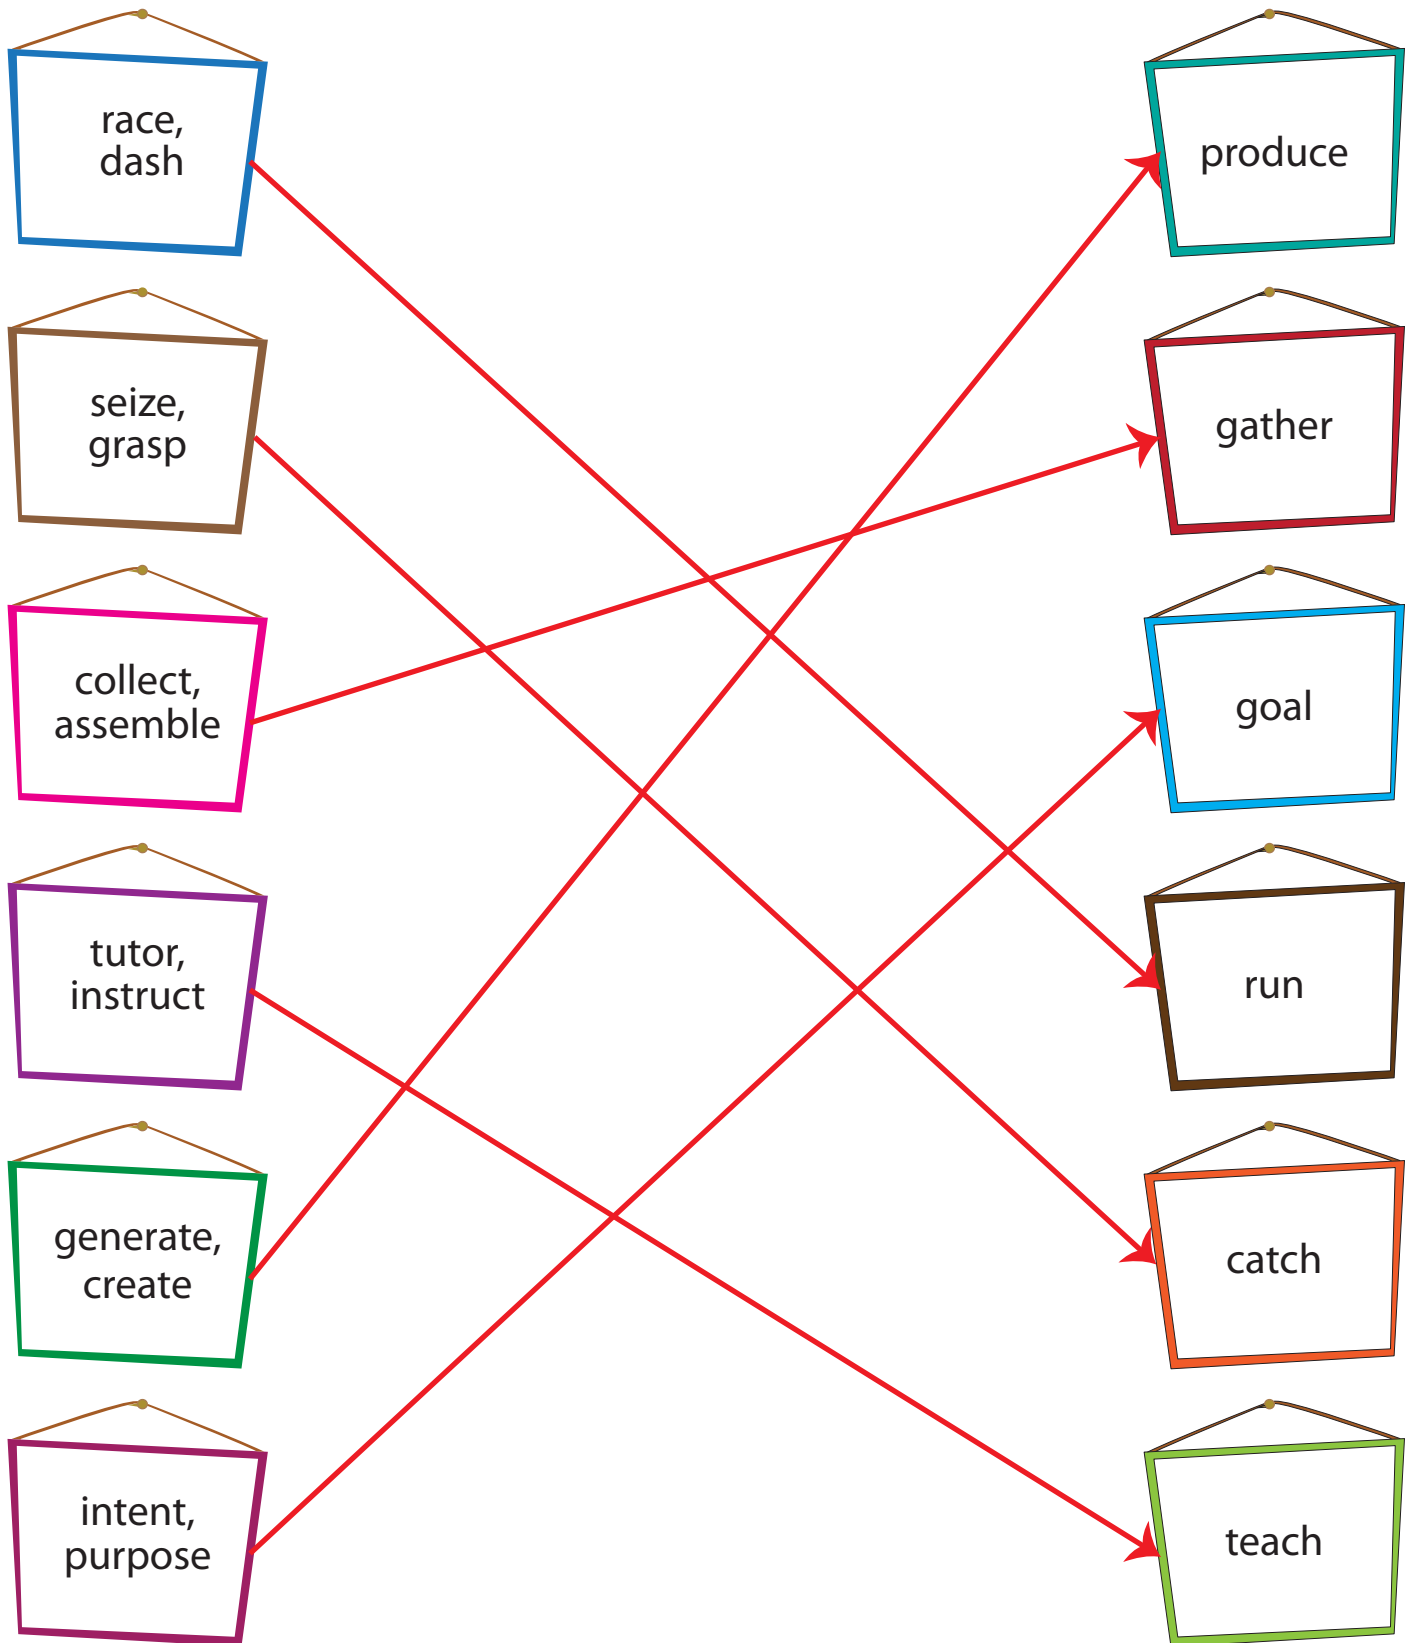 race,
dash
produce
seize,
grasp
gather
collect,
assemble
goal
tutor,
instruct
run
generate,
create
catch
intent,
purpose
teach